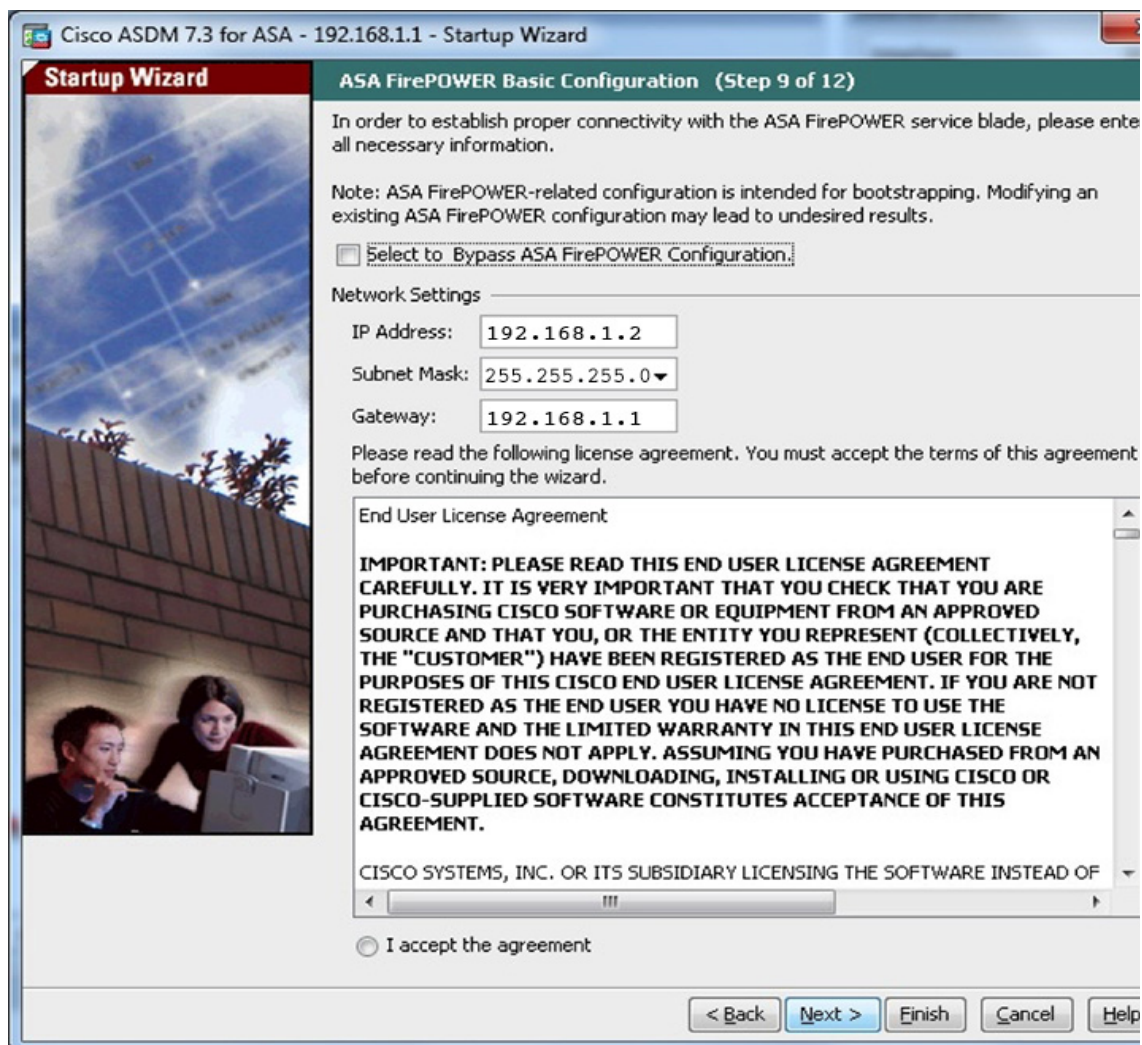 Cisco ASDM 7.3 for ASA - 192.168.1.1 - Startup Wizard
Startup Wizard
ASA FirePOWER Basic Configuration (Step 9 of 12)
In order to establish proper connectivity with the ASA FirePOWER service blade, please ente
all necessary information.
Note: ASA FirePOWER-related configuration is intended for bootstrapping. Modifying an
existing ASA FirePOWER configuration may lead to undesired results.
Select to Bypass ASA FirePOWER Configuration.
Network Settings
IP Address: 192.168.1.2
Subnet Mask: 255.255.255.0
Gateway: 192.168.1.1
Please read the following license agreement. You must accept the terms of this agreement
before continuing the wizard.
End User License Agreement
IMPORTANT: PLEASE READ THIS END USER LICENSE AGREEMENT
CAREFULLY. IT IS VERY IMPORTANT THAT YOU CHECK THAT YOU ARE
PURCHASING CISCO SOFTWARE OR EQUIPMENT FROM AN APPROVED
SOURCE AND THAT YOU, OR THE ENTITY YOU REPRESENT (COLLECTIVELY,
THE "CUSTOMER") HAVE BEEN REGISTERED AS THE END USER FOR THE
PURPOSES OF THIS CISCO END USER LICENSE AGREEMENT. IF YOU ARE NOT
REGISTERED AS THE END USER YOU HAVE NO LICENSE TO USE THE
SOFTWARE AND THE LIMITED WARRANTY IN THIS END USER LICENSE
AGREEMENT DOES NOT APPLY. ASSUMING YOU HAVE PURCHASED FROM AN
APPROVED SOURCE, DOWNLOADING, INSTALLING OR USING CISCO OR
CISCO-SUPPLIED SOFTWARE CONSTITUTES ACCEPTANCE OF THIS
AGREEMENT.
CISCO SYSTEMS, INC. OR ITS SUBSIDIARY LICENSING THE SOFTWARE INSTEAD OF
I accept the agreement
< Back Next > Finish Cancel Help